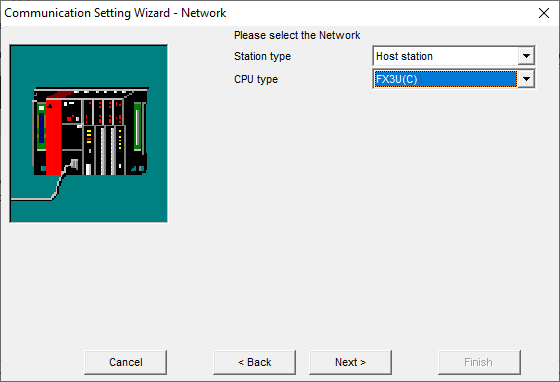 Communication Setting Wizard - Network
Please select the Network
Station type
Host station
CPU type
FX3U(C)
Cancel
< Back
Next >
Finish